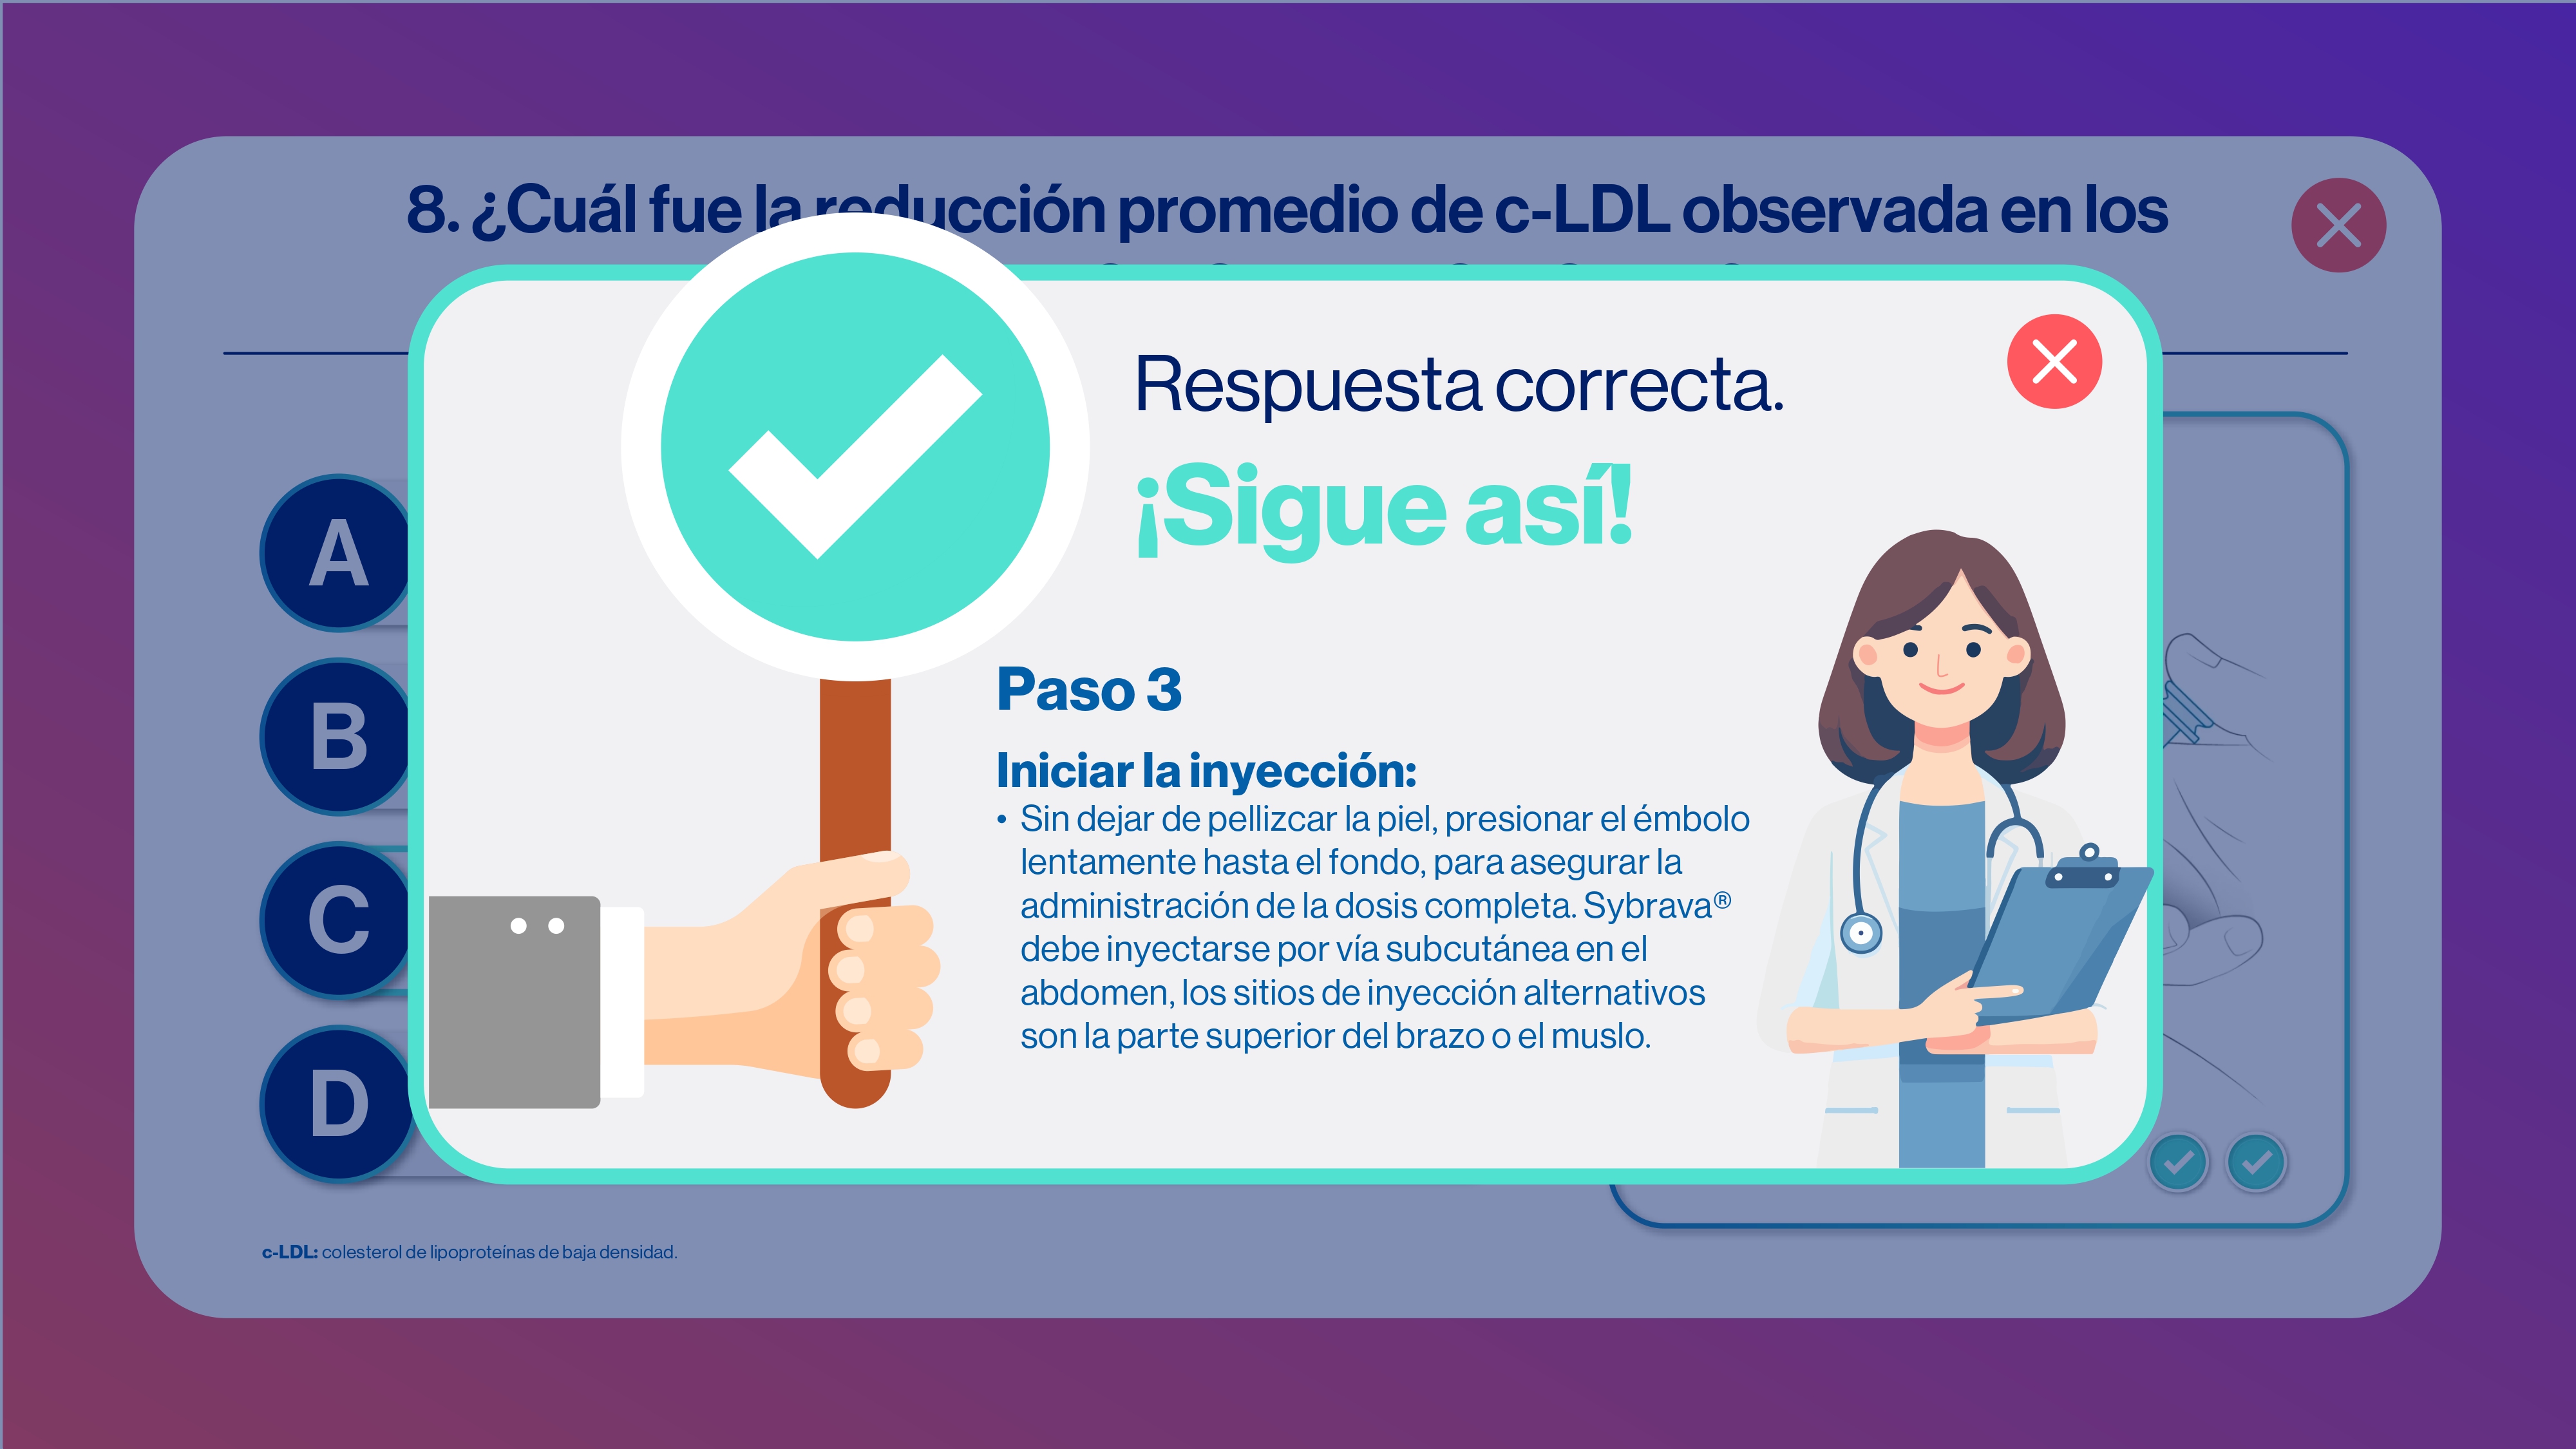 8. ¿Cuál fue la reducción promedio de c-LDL observada en los
Respuesta correcta.
¡Sigue así!
Paso 3
Iniciar la inyección:
• Sin dejar de pellizcar la piel, presionar el émbolo
lentamente hasta el fondo, para asegurar la
administración de la dosis completa. Sybrava®
debe inyectarse por vía subcutánea en el
abdomen, los sitios de inyección alternativos
son la parte superior del brazo o el muslo.
A
B
C
D
c-LDL: colesterol de lipoproteínas de baja densidad.